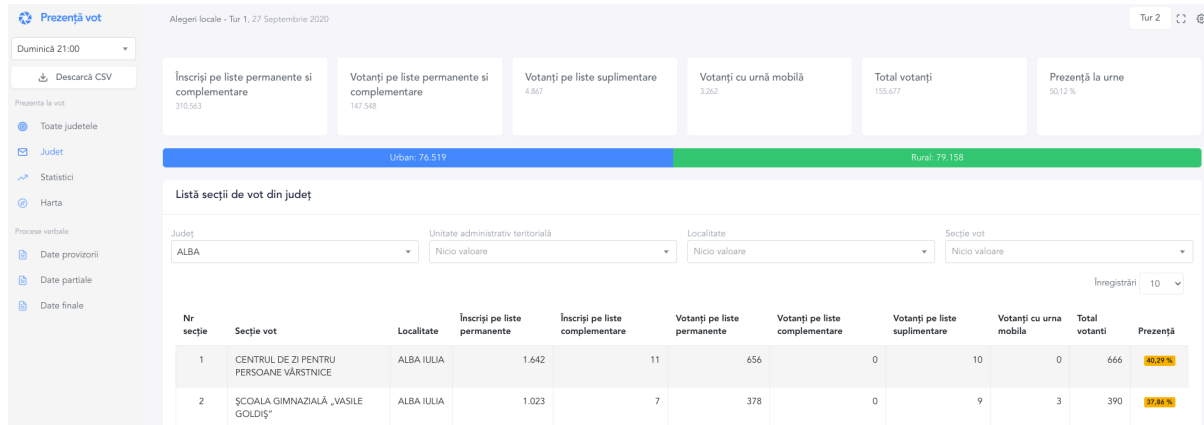 Prezență vot
Alegeri locale - Tur 1, 27 Septembrie 2020
Tur 2
Duminică 21:00
Descarcă CSV
Prezenta la vot
Toate judetele
Judet
Statistici
Harta
Procese verbale
Date provizorii
Date partiale
Date finale
Înscriși pe liste permanente si
complementare
310.563
Votanți pe liste permanente si
complementare
147.548
Votanți pe liste suplimentare
4.867
Votanți cu urnă mobilă
3.262
Total votanți
155.677
Prezență la urne
50,12 %
Urban: 76.519
Rural: 79.158
Listă secții de vot din județ
Județ
ALBA
Unitate administrativ teritorială
Nicio valoare
Localitate
Nicio valoare
Secție vot
Nicio valoare
Înregistrări 10
Nr secție Secție vot Localitate Înscriși pe liste permanente Înscriși pe liste complementare Votanți pe liste permanente Votanți pe liste complementare Votanți pe liste suplimentare Votanți cu urna mobila Total votanti Prezență
1 CENTRUL DE ZI PENTRU ALBA IULIA 1.642 11 656 0 10 0 666 40,29 %
PERSOANE VÂRSTNICE
2 ŞCOALA GIMNAZIALĂ „VASILE ALBA IULIA 1.023 7 378 0 9 3 390 37,86 %
GOLDIŞ”